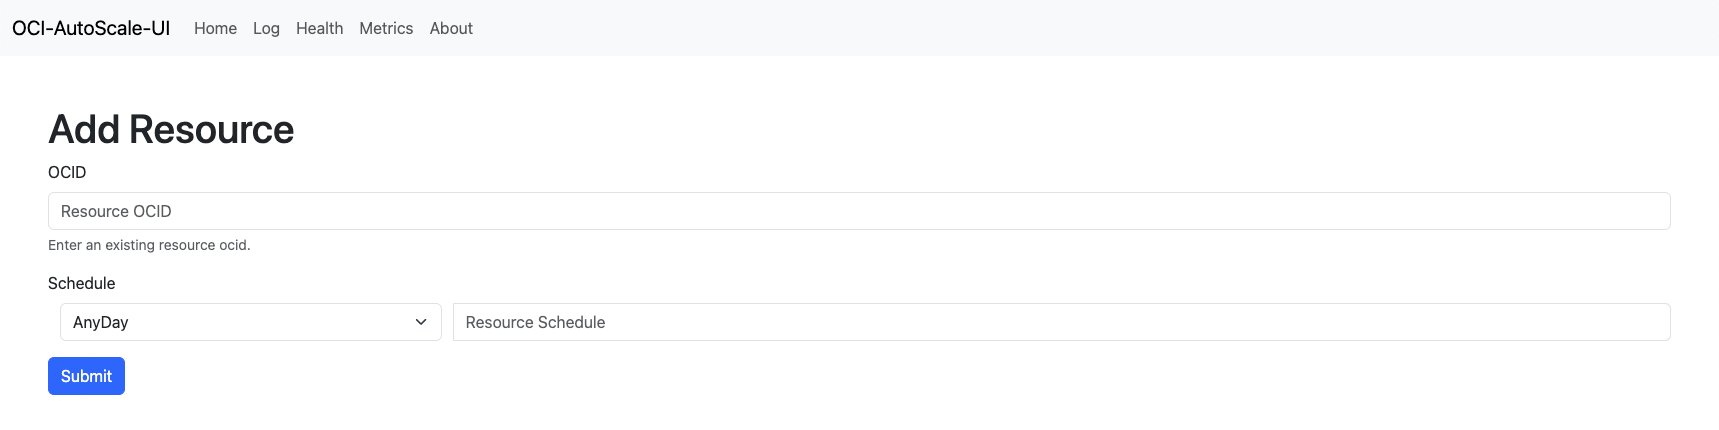 OCI-AutoScale-UI Home Log Health Metrics About
Add Resource
OCID
Resource OCID
Enter an existing resource ocid.
Schedule
AnyDay Resource Schedule
Submit